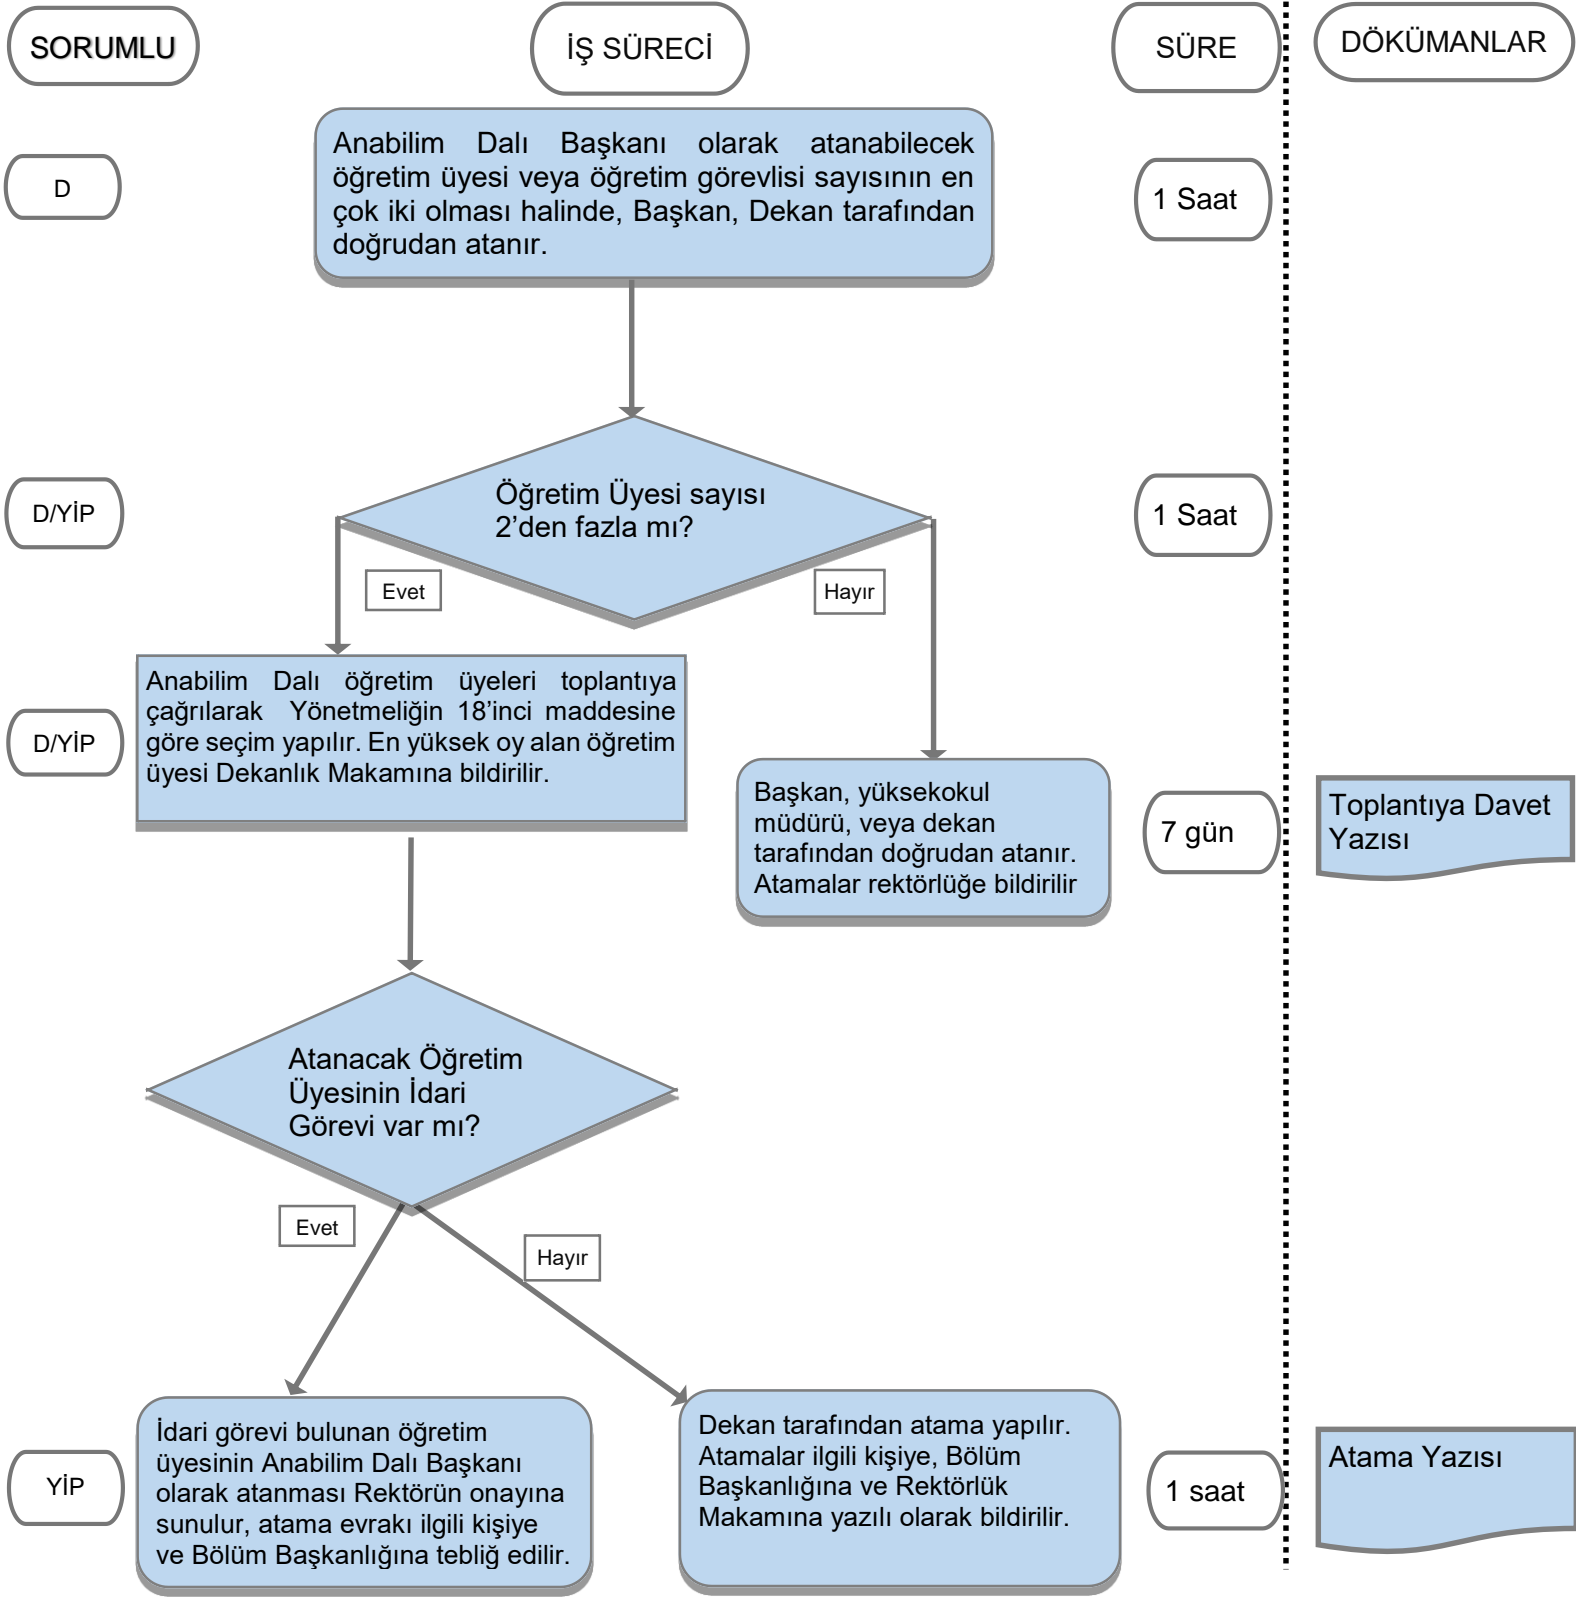 SORUMLU
İŞ SÜRECİ
SÜRE
DÖKÜMANLAR
D
Anabilim Dalı Başkanı olarak atanabilecek
öğretim üyesi veya öğretim görevlisi sayısının en
çok iki olması halinde, Başkan, Dekan tarafından
doğrudan atanır.
1 Saat
D/YİP
Öğretim Üyesi sayısı
2’den fazla mı?
1 Saat
Evet
Hayır
D/YİP
Anabilim Dalı öğretim üyeleri toplantıya
çağrılarak Yönetmeliğin 18’inci maddesine
göre seçim yapılır. En yüksek oy alan öğretim
üyesi Dekanlık Makamına bildirilir.
Başkan, yüksekokul
müdürü, veya dekan
tarafından doğrudan atanır.
Atamalar rektörlüğe bildirilir
7 gün
Toplantıya Davet
Yazısı
Atanacak Öğretim
Üyesinin İdari
Görevi var mı?
Evet
Hayır
YİP
İdari görevi bulunan öğretim
üyesinin Anabilim Dalı Başkanı
olarak atanması Rektörün onayına
sunulur, atama evrakı ilgili kişiye
ve Bölüm Başkanlığına tebliğ edilir.
Dekan tarafından atama yapılır.
Atamalar ilgili kişiye, Bölüm
Başkanlığına ve Rektörlük
Makamına yazılı olarak bildirilir.
1 saat
Atama Yazısı